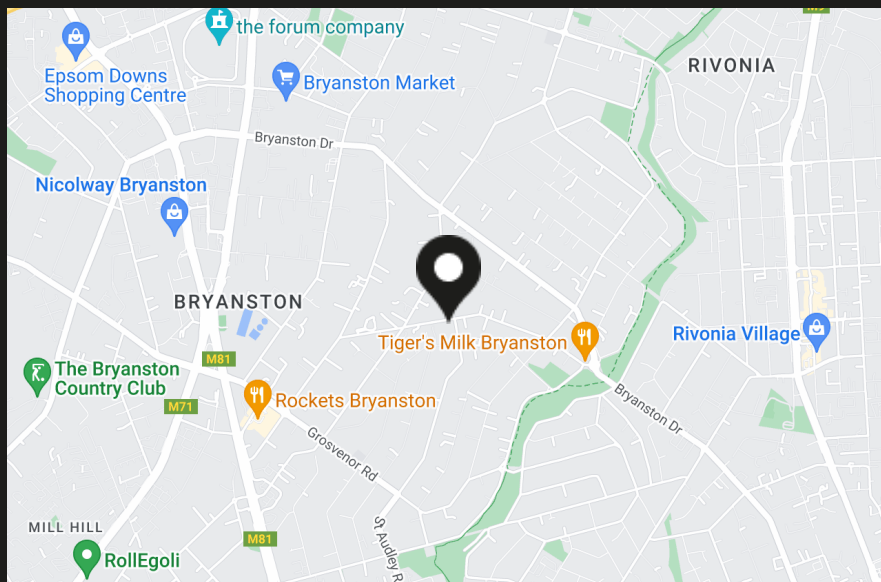 M9
the forum company
RIVONIA
Epsom Downs
Shopping Centre
Bryanston Market
Bryanston Dr
Nicolway Bryanston
BRYANSTON
Tiger's Milk Bryanston
Rivonia Village
M81
The Bryanston
Country Club
M71
Rockets Bryanston
Bryanston Dr
Grosvenor Rd
MILL HILL
St Audley R
M81
RollEgoli